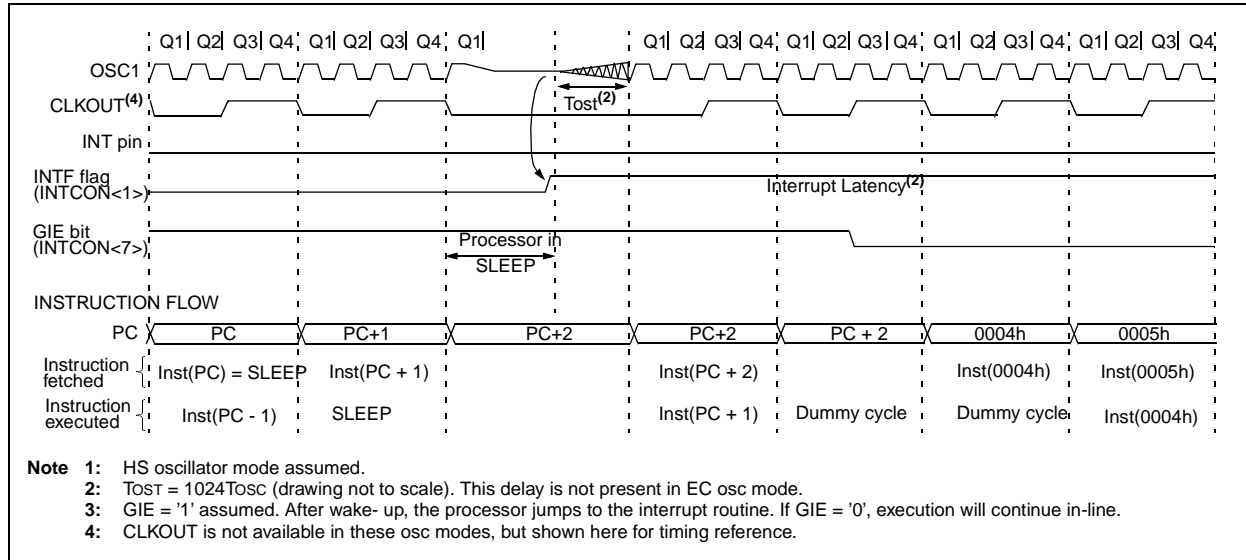 Q1 Q2 Q3 Q4 Q1 Q2 Q3 Q4 Q1 Q1 Q2 Q3 Q4 Q1 Q2 Q3 Q4 Q1 Q2 Q3 Q4 Q1 Q2 Q3 Q4
OSC1
CLKOUT(4)
Tost(2)
INT pin
INTF flag
(INTCON<1>)
Interrupt Latency(2)
GIE bit
(INTCON<7>)
Processor in
SLEEP
INSTRUCTION FLOW
PC PC PC+1 PC+2 PC+2 PC + 2 0004h 0005h
Instruction
fetched
Inst(PC) = SLEEP Inst(PC + 1) Inst(PC + 2) Inst(0004h) Inst(0005h)
Instruction
executed
Inst(PC - 1) SLEEP Inst(PC + 1) Dummy cycle Dummy cycle Inst(0004h)
Note 1: HS oscillator mode assumed.
2: TOST = 1024TOSC (drawing not to scale). This delay is not present in EC osc mode.
3: GIE = '1' assumed. After wake- up, the processor jumps to the interrupt routine. If GIE = '0', execution will continue in-line.
4: CLKOUT is not available in these osc modes, but shown here for timing reference.